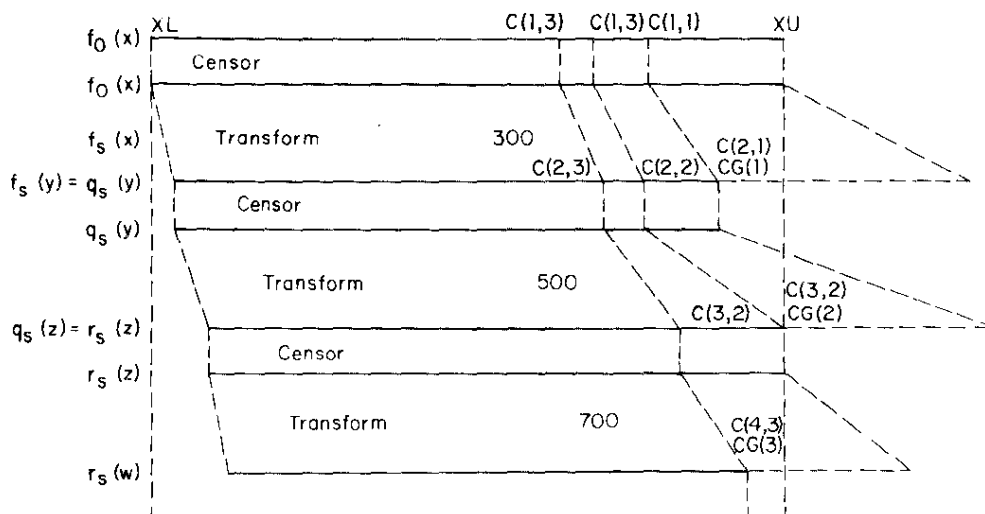 XL C(1,3) C(1,3) C(1,1) XU
f₀ (x)
Censor
f₀ (x)
fₛ (x) Transform 300 C(2,1)
C(2,3) C(2,2) CG(1)
fₛ (y) = qₛ (y)
Censor
qₛ (y)
Transform 500 C(3,2)
C(3,2) CG(2)
qₛ (z) = rₛ (z)
Censor
rₛ (z)
Transform 700 C(4,3)
CG(3)
rₛ (w)